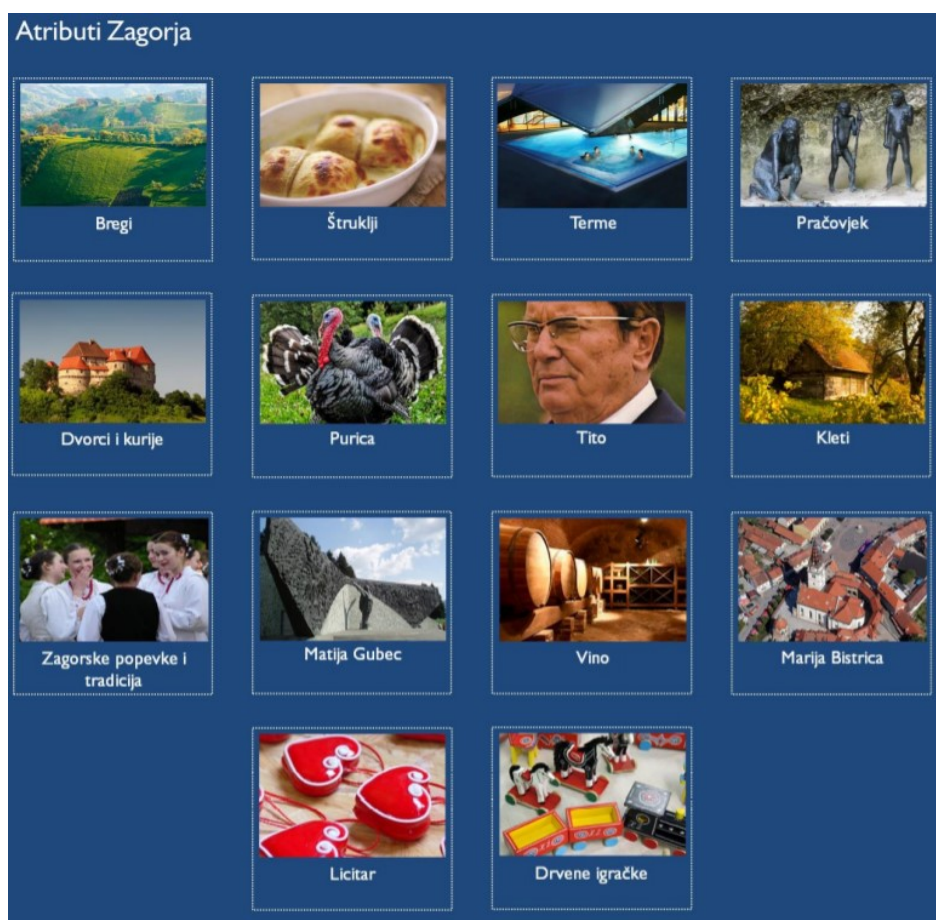 Atributi Zagorja
Bregi
Štruklji
Terme
Pračovjek
Dvorci i kurije
Purica
Tito
Kleti
Zagorske popevke i
tradicija
Matija Gubec
Vino
Marija Bistrica
Licitar
Drvene igračke